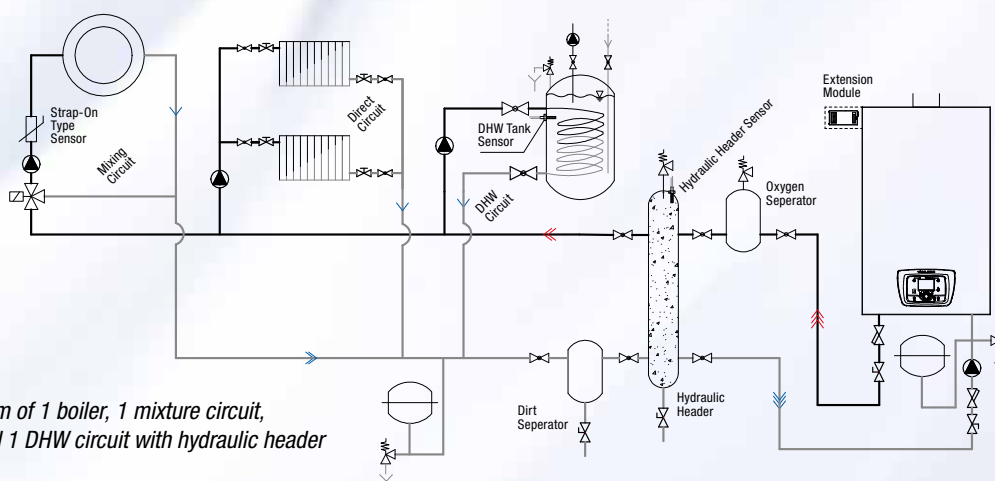 Strap-On
Type
Sensor
Mixing
Circuit
Direct
Circuit
DHW Tank
Sensor
DHW
Circuit
Hydraulic Header Sensor
Oxygen
Seperator
Extension
Module
Dirt
Seperator
Hydraulic
Header
of 1 boiler, 1 mixture circuit,
1 DHW circuit with hydraulic header